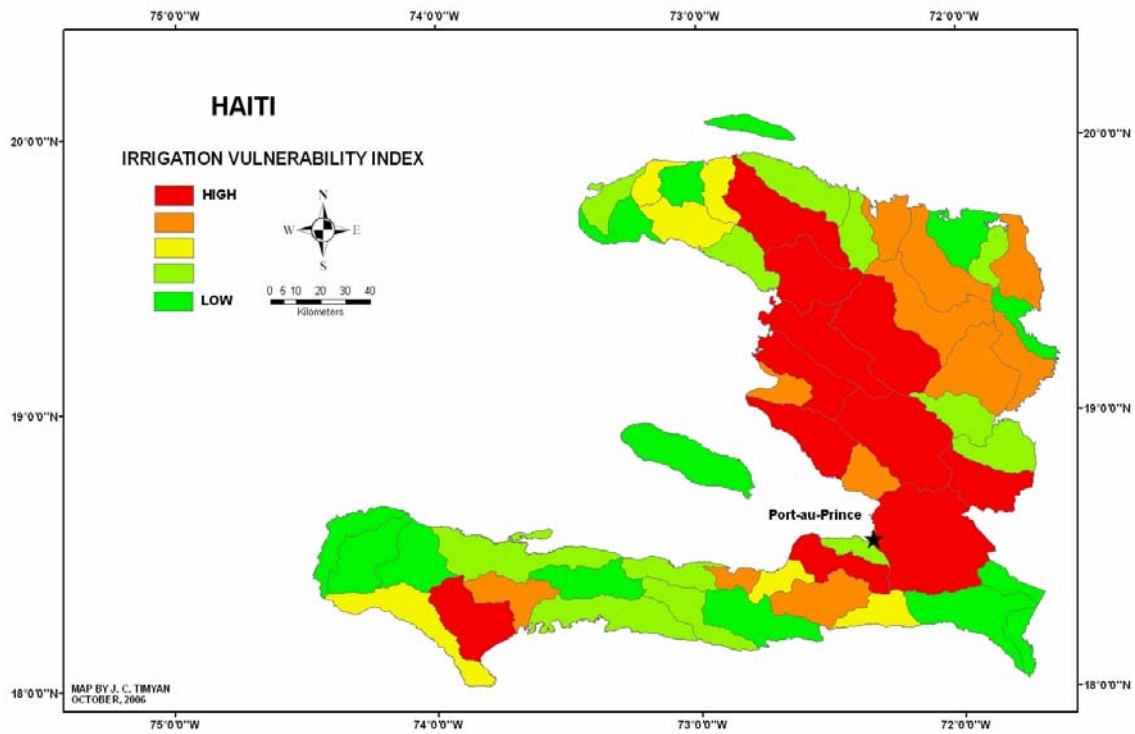 75°0'0"W 74°0'0"W 73°0'0"W 72°0'0"W
HAITI
20°0'0"N 20°0'0"N
IRRIGATION VULNERABILITY INDEX
HIGH
N
W E
S
LOW
0 5 10 20 30 40
Kilometers
19°0'0"N 19°0'0"N
Port-au-Prince
MAP BY J. C. TIMYAN
OCTOBER, 2006
18°0'0"N 18°0'0"N
75°0'0"W 74°0'0"W 73°0'0"W 72°0'0"W